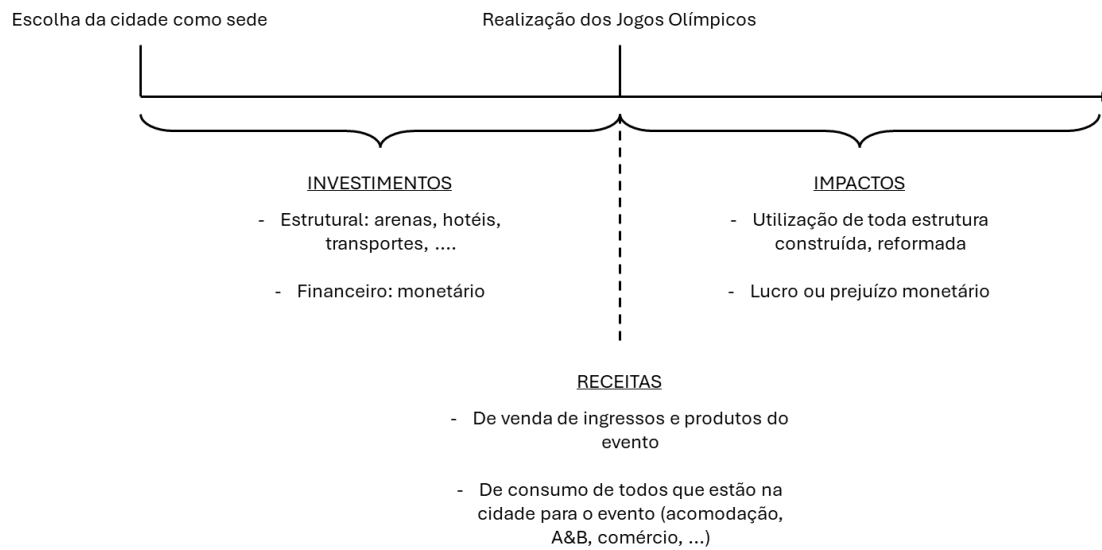 Escolha da cidade como sede
Realização dos Jogos Olímpicos
INVESTIMENTOS
- Estrutural: arenas, hotéis,
transportes, ....
- Financeiro: monetário
IMPACTOS
- Utilização de toda estrutura
construída, reformada
- Lucro ou prejuízo monetário
RECEITAS
- De venda de ingressos e produtos do
evento
- De consumo de todos que estão na
cidade para o evento (acomodação,
A&B, comércio, ...)